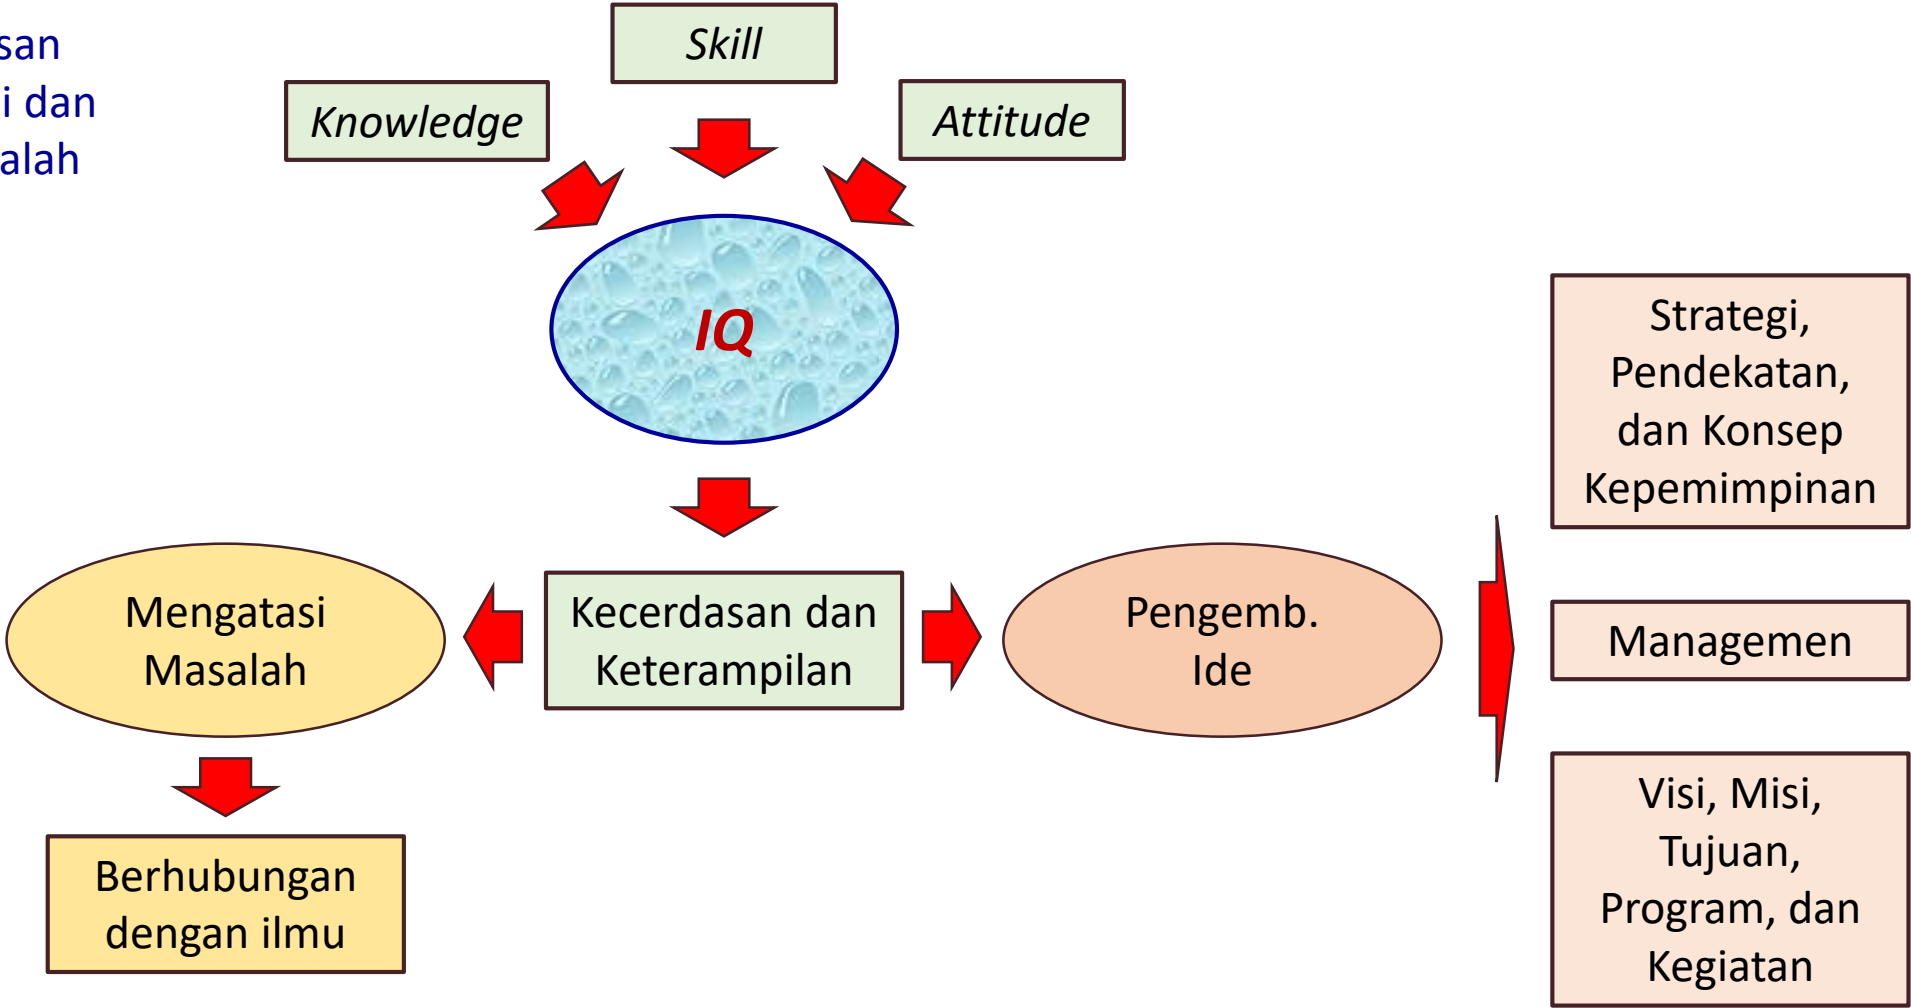 san
i dan
alah
Skill
Knowledge
Attitude
IQ
Mengatasi
Masalah
Kecerdasan dan
Keterampilan
Pengemb.
Ide
Berhubungan
dengan ilmu
Strategi,
Pendekatan,
dan Konsep
Kepemimpinan
Managemen
Visi, Misi,
Tujuan,
Program, dan
Kegiatan